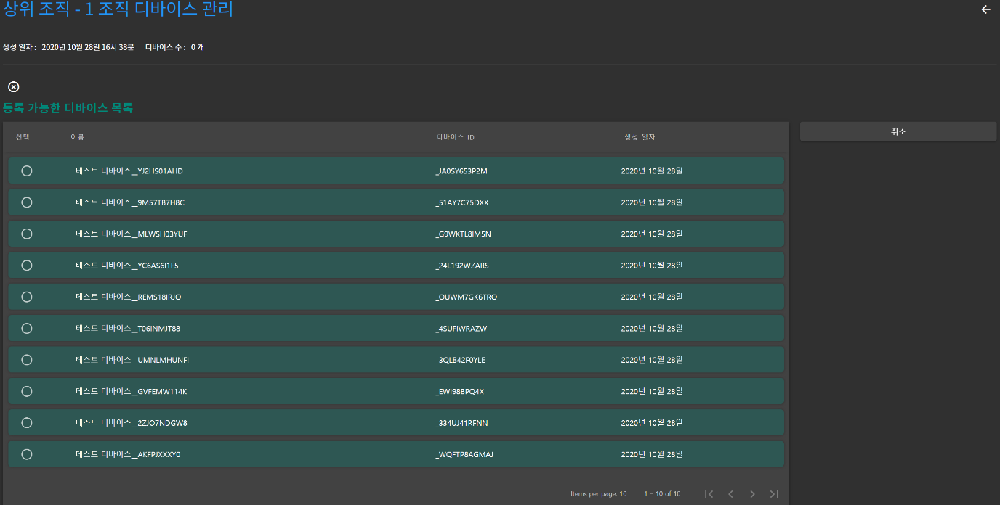 상위 조직 - 1 조직 디바이스 관리
생성 일자 : 2020년 10월 28일 16시 38분 디바이스 수 : 0 개
등록 가능한 디바이스 목록
선택 이름 디바이스 ID 생성 일자
취소
테스트 디바이스__YJ2HS01AHD _JA0SY653P2M 2020년 10월 28일
테스트 디바이스__9M57TB7H8C _51AY7C75DXX 2020년 10월 28일
테스트 디바이스__MLWSH03YUF _G9WKTL8IM5N 2020년 10월 28일
테스트 디바이스__YC6AS6I1F5 _24L192WZARS 2020년 10월 28일
테스트 디바이스__REMS18IRJO _OUWM7GK6TRQ 2020년 10월 28일
테스트 디바이스__T06INMJT88 _4SUFIWRAZW 2020년 10월 28일
테스트 디바이스__UMNLMHUNFI _3QLB42F0YLE 2020년 10월 28일
테스트 디바이스__GVFEMW114K _EWI98BPQ4X 2020년 10월 28일
테스트 디바이스__2ZJO7NDGW8 _334UJ41RFNN 2020년 10월 28일
테스트 디바이스__AKFPJXXXY0 _WQFTP8AGMAJ 2020년 10월 28일
Items per page: 10 1 – 10 of 10